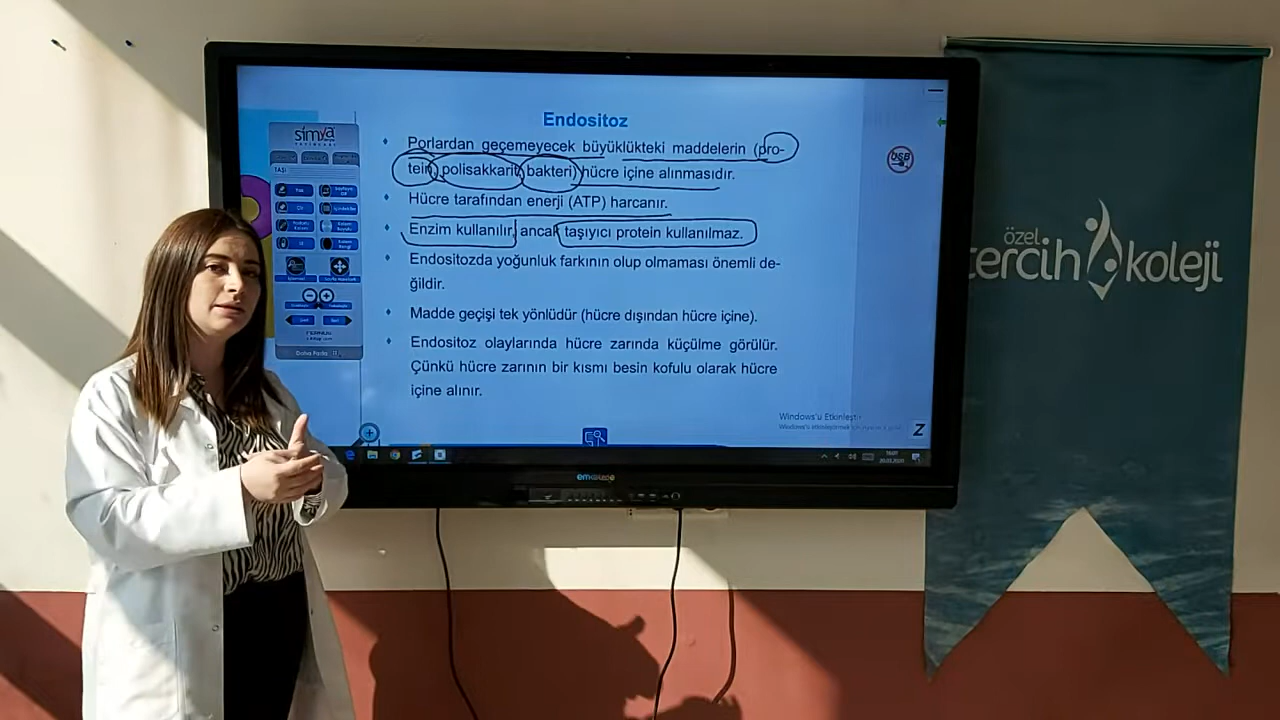 Endositoz
Porlardan geçemeyecek büyüklükteki maddelerin (pro-
tein, polisakkarit, bakteri) hücre içine alınmasıdır.
Hücre tarafından enerji (ATP) harcanır.
Enzim kullanılır, ancak taşıyıcı protein kullanılmaz.
Endositozda yoğunluk farkının olup olmaması önemli de-
ğildir.
Madde geçişi tek yönlüdür (hücre dışından hücre içine).
Endositoz olaylarında hücre zarında küçülme görülür.
Çünkü hücre zarının bir kısmı besin kofulu olarak hücre
içine alınır.
simya
TAŞI
USB
Windows'u Etkinleştir
Z
özel
tercih koleji